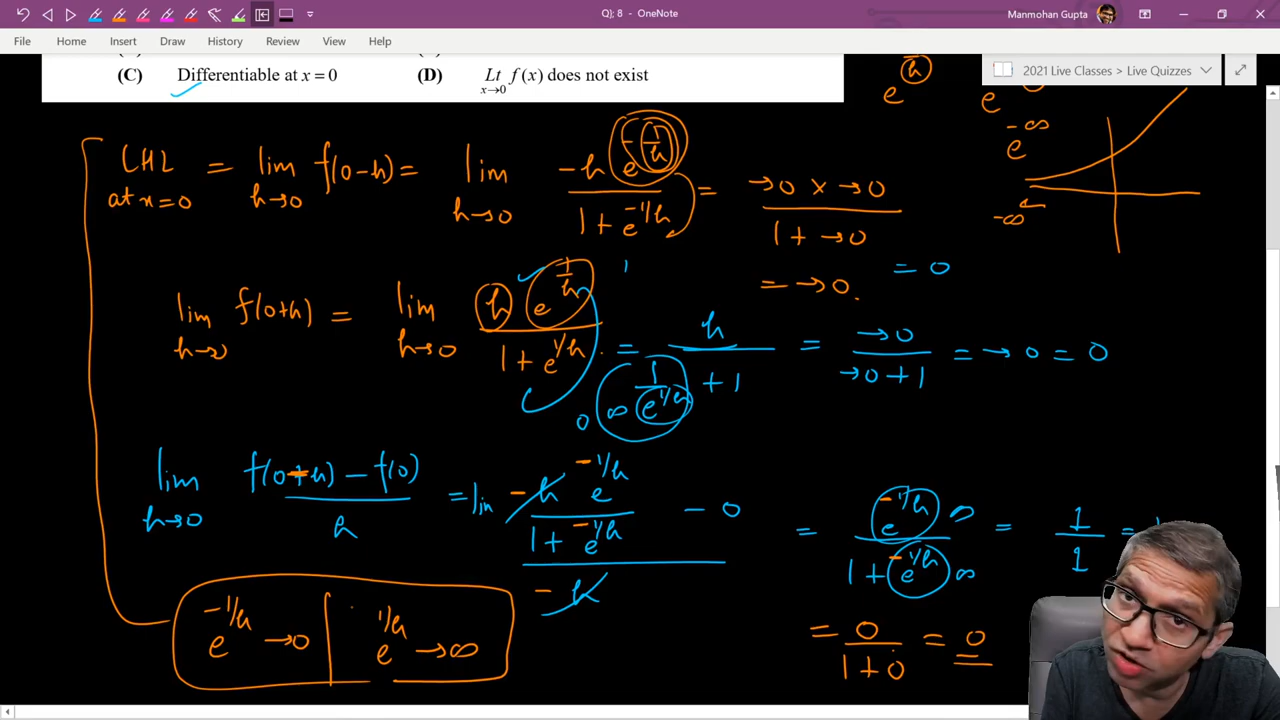 Q): 8 - OneNote
Manmohan Gupta
File Home Insert Draw View History Review View Help
2021 Live Classes > Live Quizzes
(C) Differentiable at x = 0 (D) Lt f(x) does not exist
x→0
e^(1/h)
e^(-∞)
-∞
LHL at x=0 = lim h→0 f(0-h) = lim h→0 -h e^(-1/h) / 1 + e^(-1/h) = →0 × →0 / 1 + →0
= →0. = 0
lim h→0 f(0+h) = lim h→0 h e^(1/h) / 1 + e^(1/h) = h / 1/e^(1/h) + 1 = →0 / →0+1 = →0 = 0
0 ∞
lim h→0 f(0-h) - f(0) / h = lin -h e^(-1/h) / 1 + e^(-1/h) - 0 / -h = e^(-1/h) ∞ / 1 + e^(-1/h) ∞ = 1/1 =
= 0 / 1+0 = 0
e^(-1/h) →0 | e^(1/h) →∞